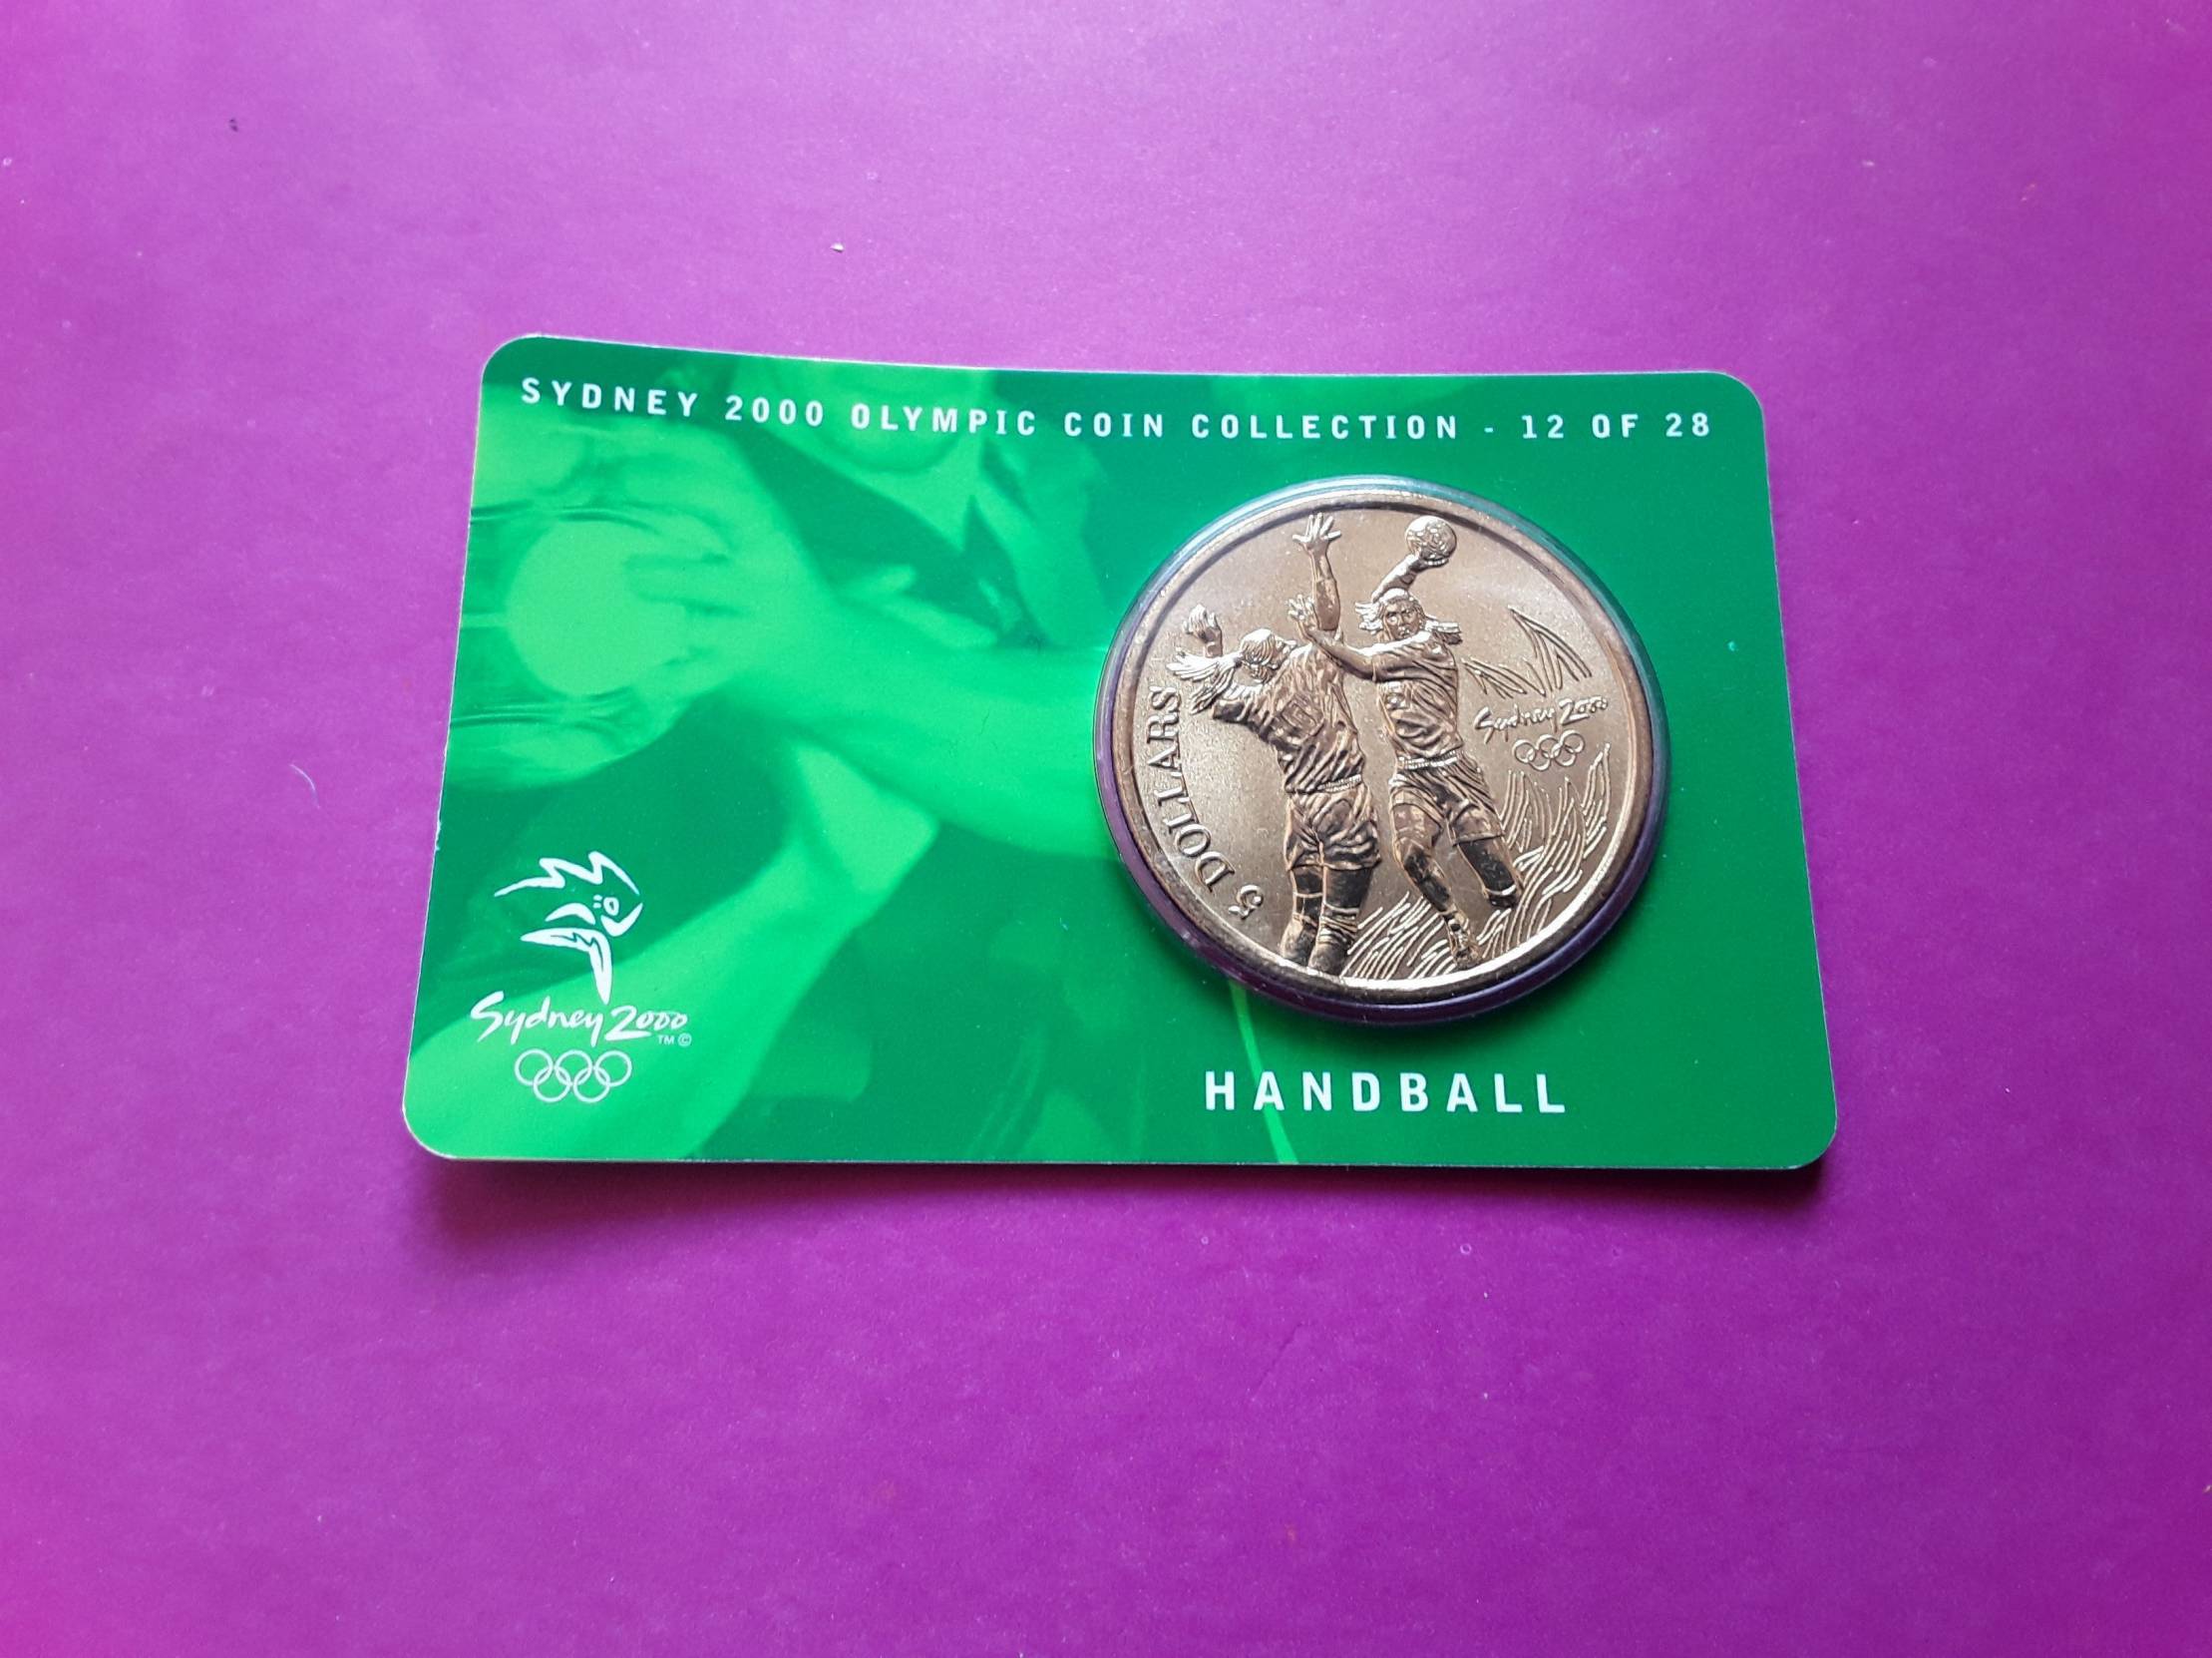 SYDNEY 2000 OLYMPIC COIN COLLECTION - 12 OF 28
5 DOLLARS
Sydney 2000
Sydney 2000
TM ©
HANDBALL